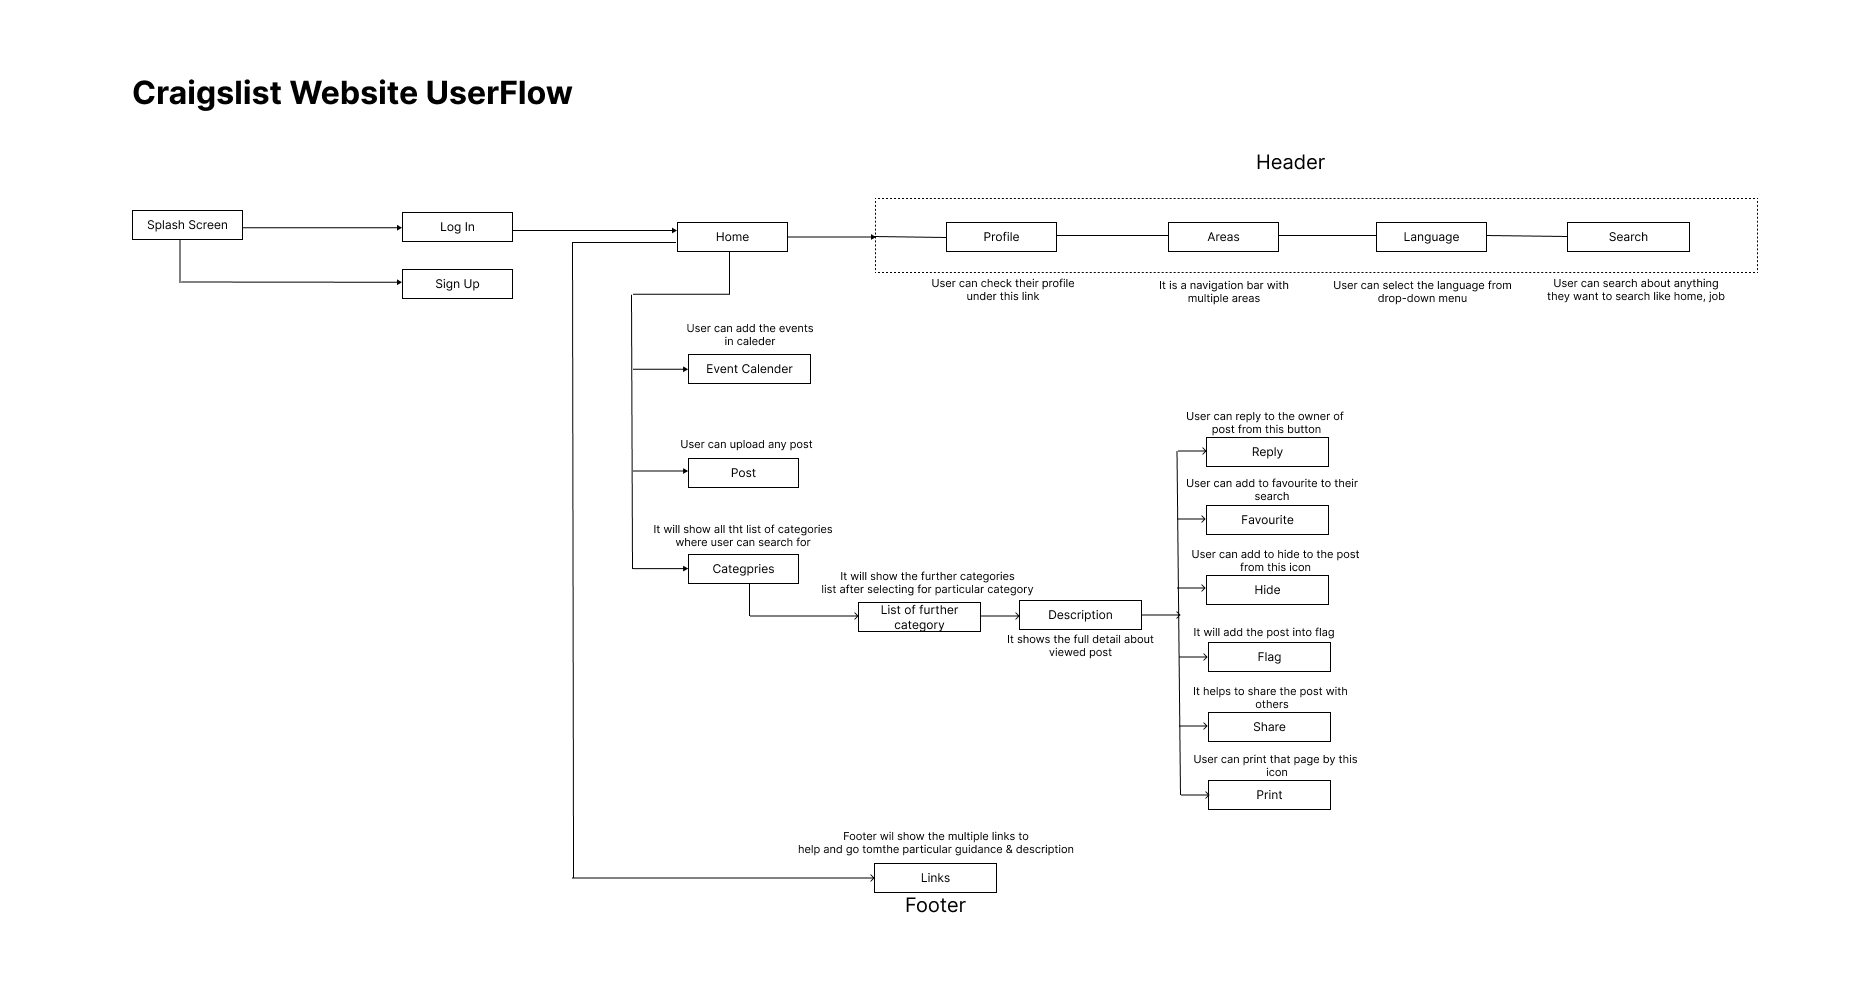 Craigslist Website UserFlow
Header
Splash Screen
Log In
Sign Up
Home
Profile
Areas
Language
Search
User can check their profile
under this link
It is a navigation bar with
multiple areas
User can select the language from
drop-down menu
User can search about anything
they want to search like home, job
User can add the events
in caleder
Event Calender
User can upload any post
Post
It will show all tht list of categories
where user can search for
Categpries
It will show the further categories
list after selecting for particular category
List of further
category
Description
It shows the full detail about
viewed post
User can reply to the owner of
post from this button
Reply
User can add to favourite to their
search
Favourite
User can add to hide to the post
from this icon
Hide
It will add the post into flag
Flag
It helps to share the post with
others
Share
User can print that page by this
icon
Print
Footer wil show the multiple links to
help and go tomthe particular guidance & description
Links
Footer